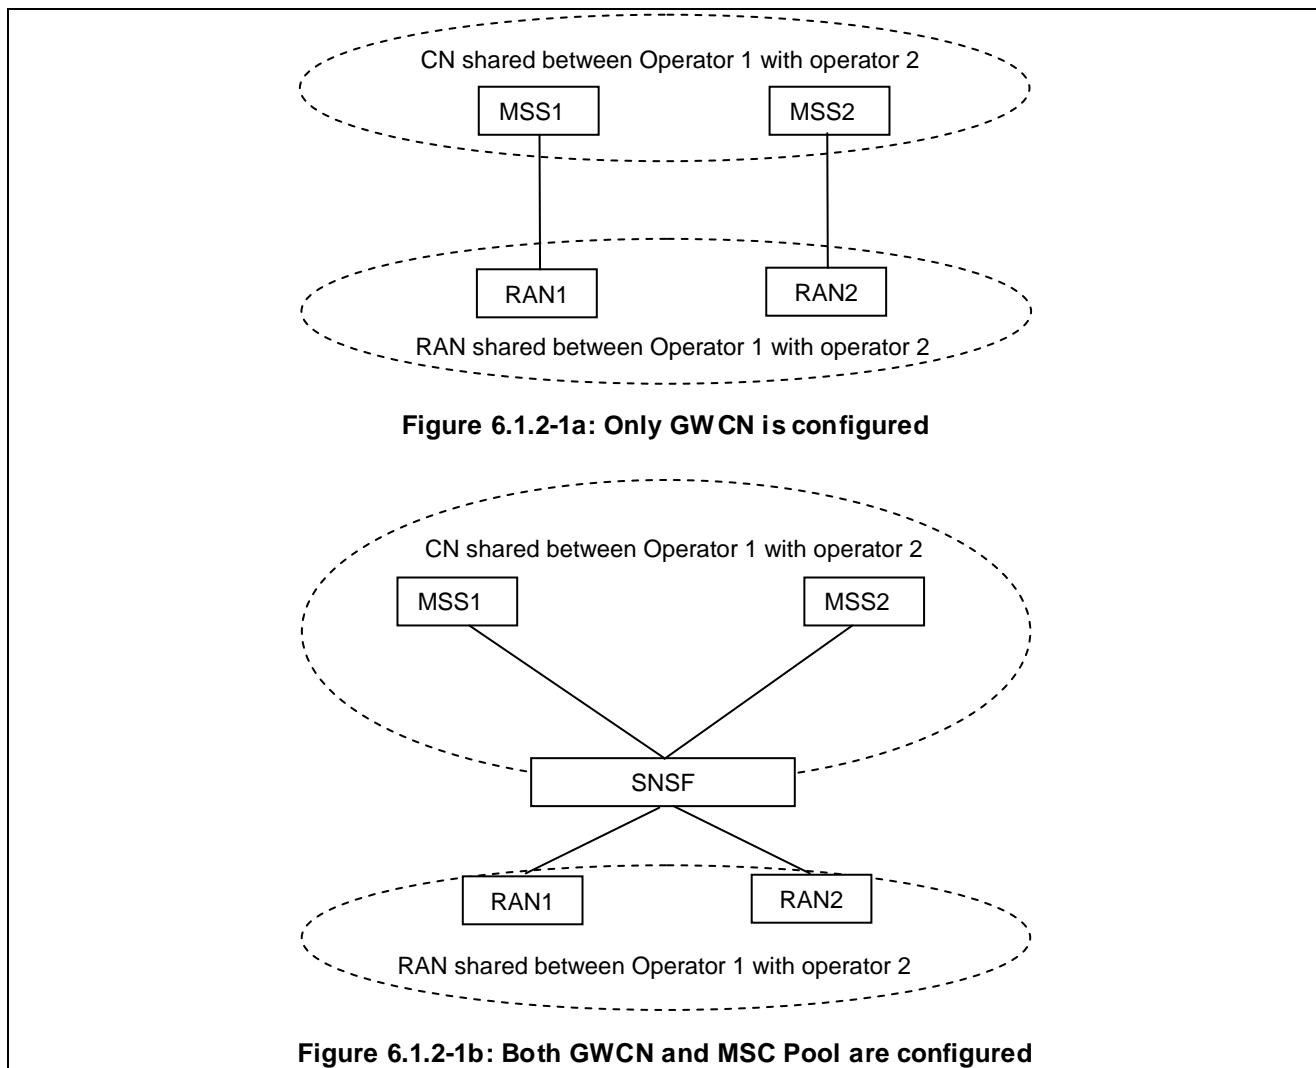 CN shared between Operator 1 with operator 2
MSS1 MSS2
RAN1 RAN2
RAN shared between Operator 1 with operator 2
Figure 6.1.2-1a: Only GWCN is configured
CN shared between Operator 1 with operator 2
MSS1 MSS2
SNSF
RAN1 RAN2
RAN shared between Operator 1 with operator 2
Figure 6.1.2-1b: Both GWCN and MSC Pool are configured